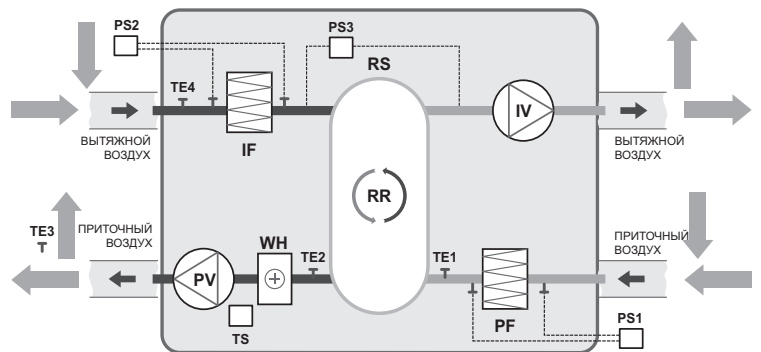 PS2
PS3
RS
TE4
IV
IF
ВЫТЯЖНОЙ
ВОЗДУХ
ВЫТЯЖНОЙ
ВОЗДУХ
RR
TE3
ПРИТОЧНЫЙ
ВОЗДУХ
WH
TE2
TE1
ПРИТОЧНЫЙ
ВОЗДУХ
PV
PF
TS
PS1